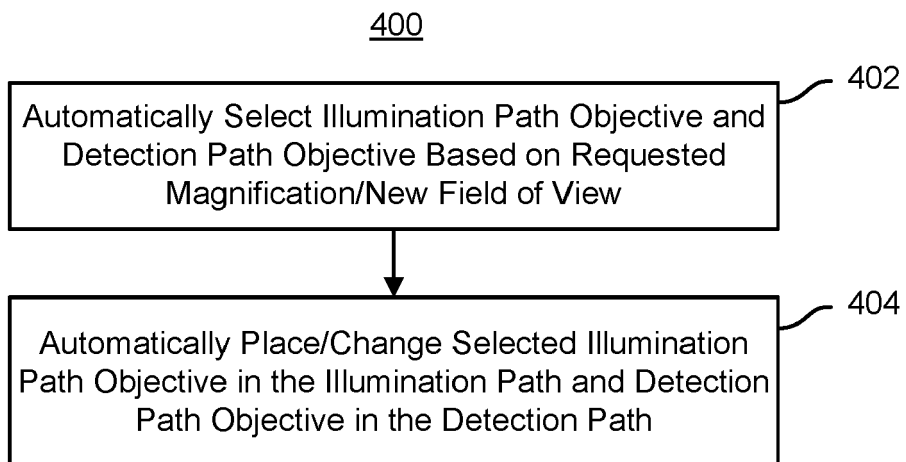 400
402
Automatically Select Illumination Path Objective and
Detection Path Objective Based on Requested
Magnification/New Field of View
404
Automatically Place/Change Selected Illumination
Path Objective in the Illumination Path and Detection
Path Objective in the Detection Path